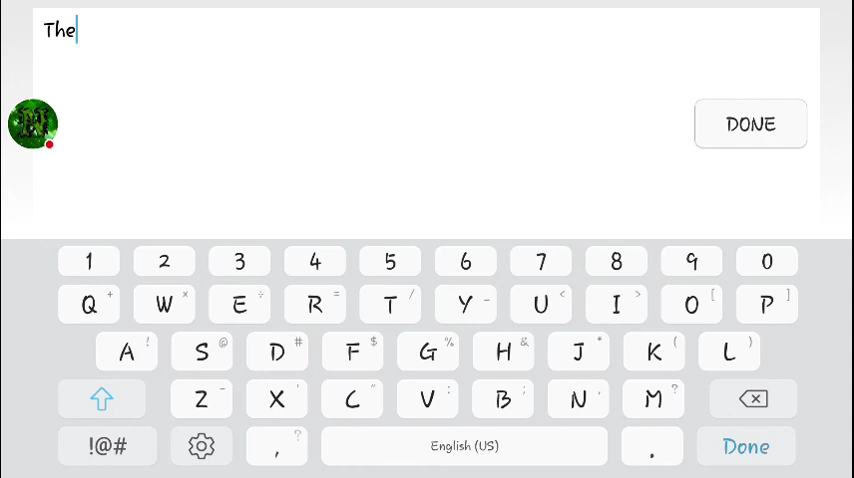 The
DONE
1 2 3 4 5 6 7 8 9 0
Q + W × E ÷ R = T / Y _ U < I > O [ P ]
A ! S @ D # F $ G % H & J * K ( L )
Z - X ' C " V : B ; N , M ?
!@# , ? English (US) . Done